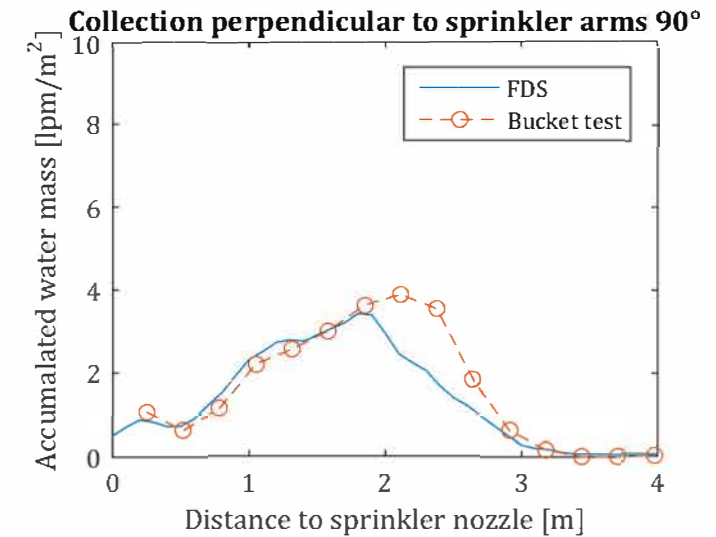 Collection perpendicular to sprinkler arms 90°
10
8
6
4
2
0
Accumalated water mass [lpm/m²]
FDS
Bucket test
0 1 2 3 4
Distance to sprinkler nozzle [m]